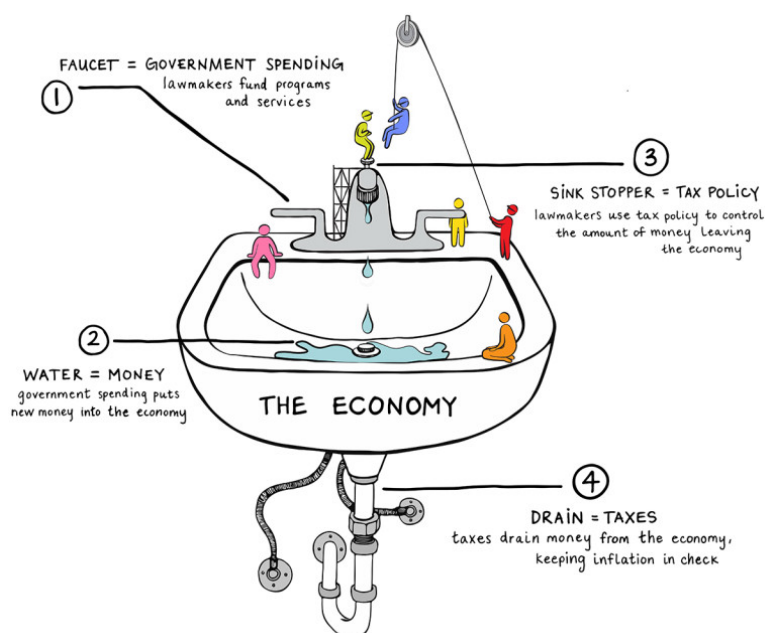 FAUCET = GOVERNMENT SPENDING
lawmakers fund programs
and services
1
3
SINK STOPPER = TAX POLICY
lawmakers use tax policy to control
the amount of money leaving
the economy
2
WATER = MONEY
government spending puts
new money into the economy
THE ECONOMY
4
DRAIN = TAXES
taxes drain money from the economy,
keeping inflation in check